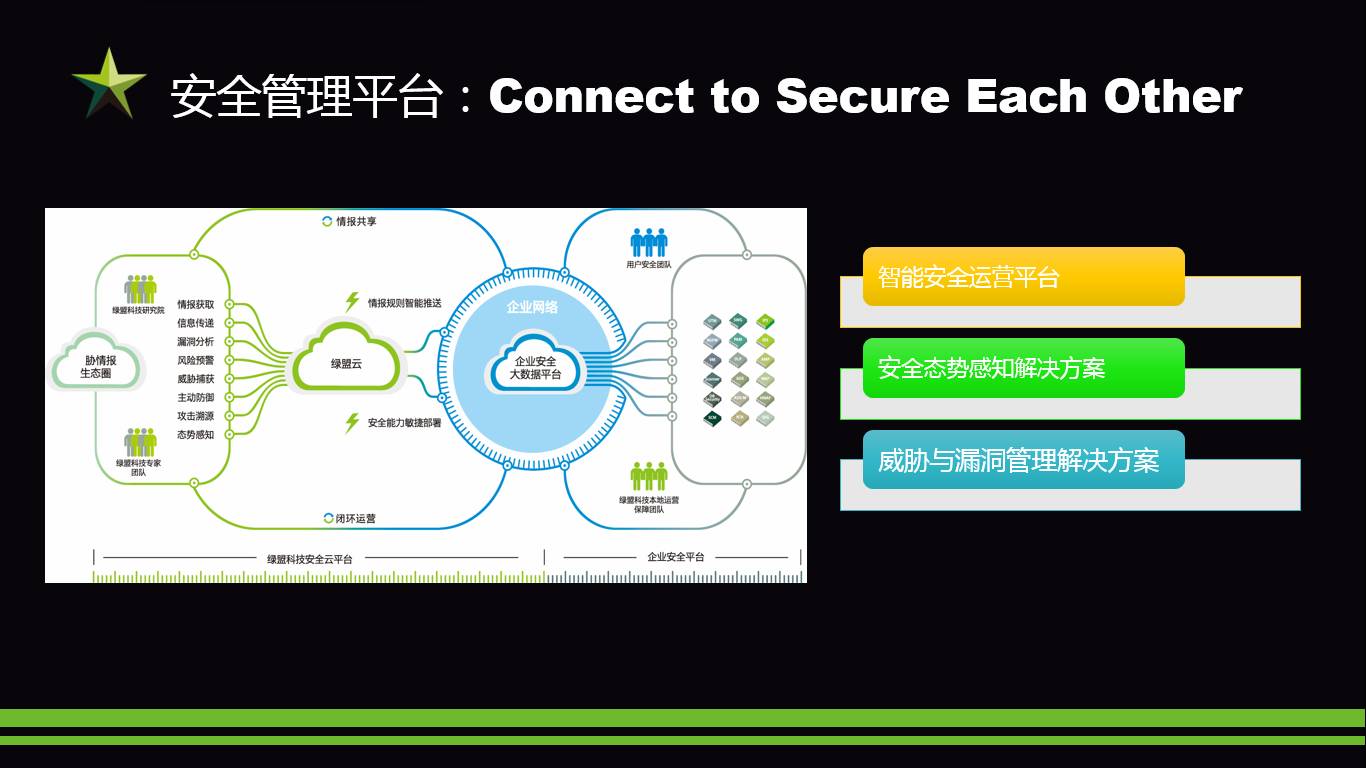 安全管理平台：Connect to Secure Each Other
情报共享
用户安全团队
绿盟科技研究院
情报获取
信息传递
漏洞分析
风险预警
威胁捕获
主动防御
攻击溯源
态势感知
胁情报
生态圈
绿盟科技专家
团队
绿盟云
情报规则智能推送
安全能力敏捷部署
企业网络
企业安全
大数据平台
绿盟科技本地运营
保障团队
闭环运营
绿盟科技安全云平台
企业安全平台
智能安全运营平台
安全态势感知解决方案
威胁与漏洞管理解决方案